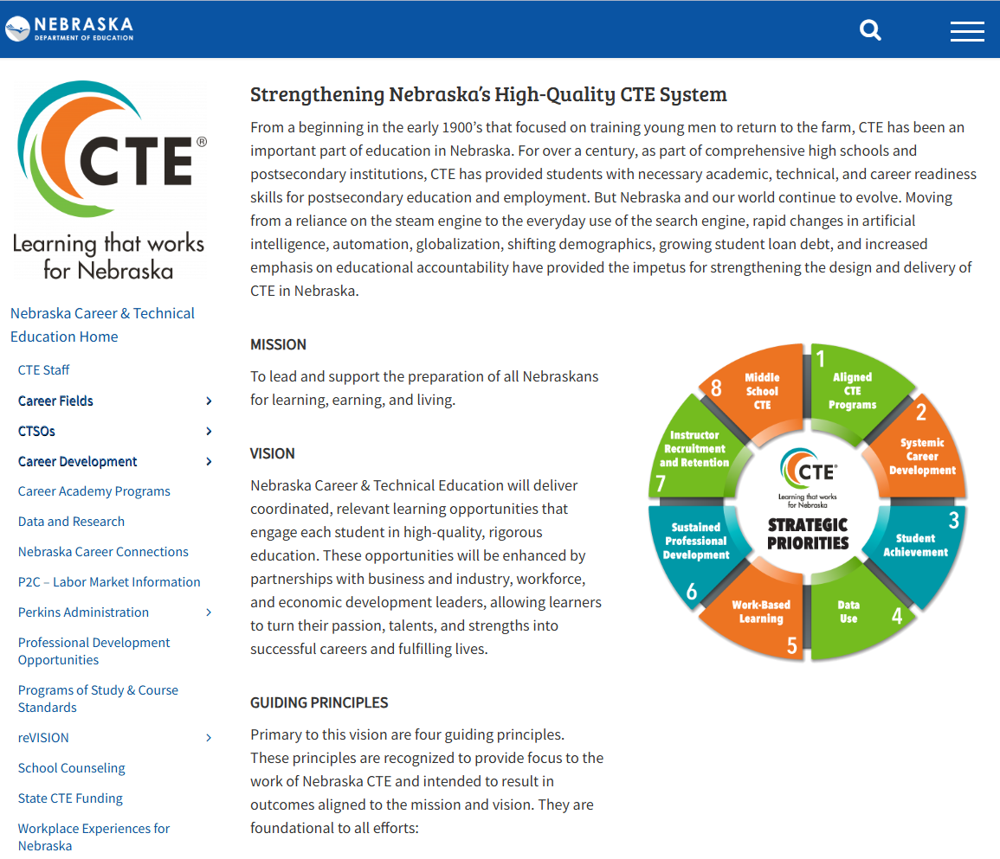 NEBRASKA
DEPARTMENT OF EDUCATION
CTE®
Learning that works
for Nebraska
Nebraska Career & Technical
Education Home
CTE Staff
Career Fields
CTSOs
Career Development
Career Academy Programs
Data and Research
Nebraska Career Connections
P2C – Labor Market Information
Perkins Administration
Professional Development
Opportunities
Programs of Study & Course
Standards
reVISION
School Counseling
State CTE Funding
Workplace Experiences for
Nebraska
Strengthening Nebraska’s High-Quality CTE System
From a beginning in the early 1900’s that focused on training young men to return to the farm, CTE has been an
important part of education in Nebraska. For over a century, as part of comprehensive high schools and
postsecondary institutions, CTE has provided students with necessary academic, technical, and career readiness
skills for postsecondary education and employment. But Nebraska and our world continue to evolve. Moving
from a reliance on the steam engine to the everyday use of the search engine, rapid changes in artificial
intelligence, automation, globalization, shifting demographics, growing student loan debt, and increased
emphasis on educational accountability have provided the impetus for strengthening the design and delivery of
CTE in Nebraska.
MISSION
To lead and support the preparation of all Nebraskans
for learning, earning, and living.
VISION
Nebraska Career & Technical Education will deliver
coordinated, relevant learning opportunities that
engage each student in high-quality, rigorous
education. These opportunities will be enhanced by
partnerships with business and industry, workforce,
and economic development leaders, allowing learners
to turn their passion, talents, and strengths into
successful careers and fulfilling lives.
GUIDING PRINCIPLES
Primary to this vision are four guiding principles.
These principles are recognized to provide focus to the
work of Nebraska CTE and intended to result in
outcomes aligned to the mission and vision. They are
foundational to all efforts:
1
Aligned
CTE
Programs
2
Systemic
Career
Development
3
Student
Achievement
Data
Use
4
Work-Based
Learning
5
Sustained
Professional
Development
6
Instructor
Recruitment
and Retention
7
8
Middle
School
CTE
CTE®
Learning that works
for Nebraska
STRATEGIC
PRIORITIES